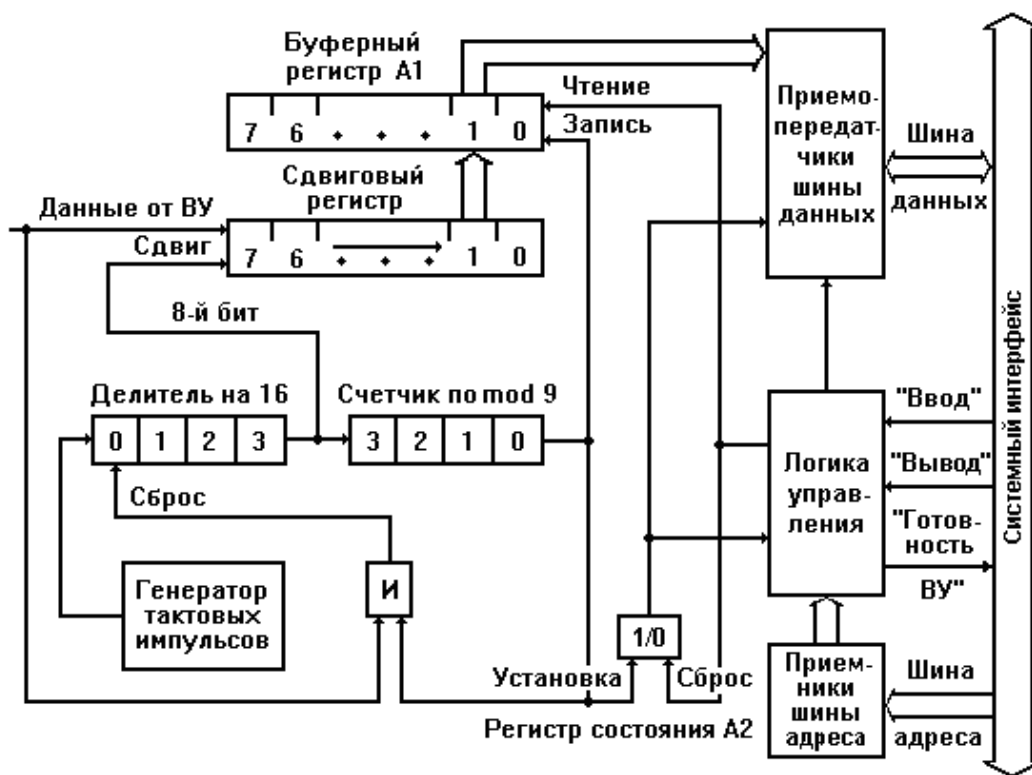 Буферный
регистр А1
7 6 1 0
Чтение
Запись
Приемо-
передат-
чики
шины
данных
Шина
данных
Сдвиговый
регистр
Данные от ВУ
Сдвиг
7 6 1 0
8-й бит
Делитель на 16
0 1 2 3
Счетчик по mod 9
3 2 1 0
Сброс
Генератор
тактовых
импульсов
И
1/0
Установка
Сброс
Регистр состояния А2
Логика
управ-
ления
"Ввод"
"Вывод"
"Готов-
ность
ВУ"
Прием-
ники
шины
адреса
Шина
адреса
Системный интерфейс